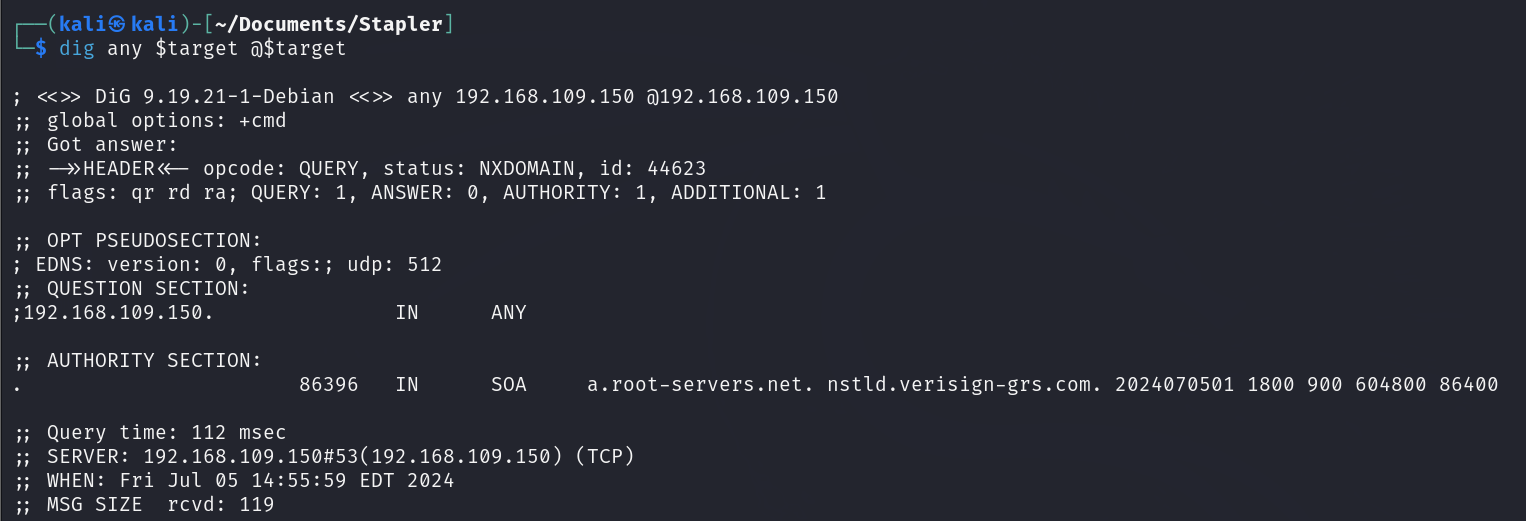 ┌──(kali㉿kali)-[~/Documents/Stapler]
└─$ dig any $target @$target
; <<>> DiG 9.19.21-1-Debian <<>> any 192.168.109.150 @192.168.109.150
;; global options: +cmd
;; Got answer:
;; ->>HEADER<<- opcode: QUERY, status: NXDOMAIN, id: 44623
;; flags: qr rd ra; QUERY: 1, ANSWER: 0, AUTHORITY: 1, ADDITIONAL: 1
;; OPT PSEUDOSECTION:
; EDNS: version: 0, flags:; udp: 512
;; QUESTION SECTION:
;192.168.109.150. IN ANY
;; AUTHORITY SECTION:
. 86396 IN SOA a.root-servers.net. nstld.verisign-grs.com. 2024070501 1800 900 604800 86400
;; Query time: 112 msec
;; SERVER: 192.168.109.150#53(192.168.109.150) (TCP)
;; WHEN: Fri Jul 05 14:55:59 EDT 2024
;; MSG SIZE rcvd: 119